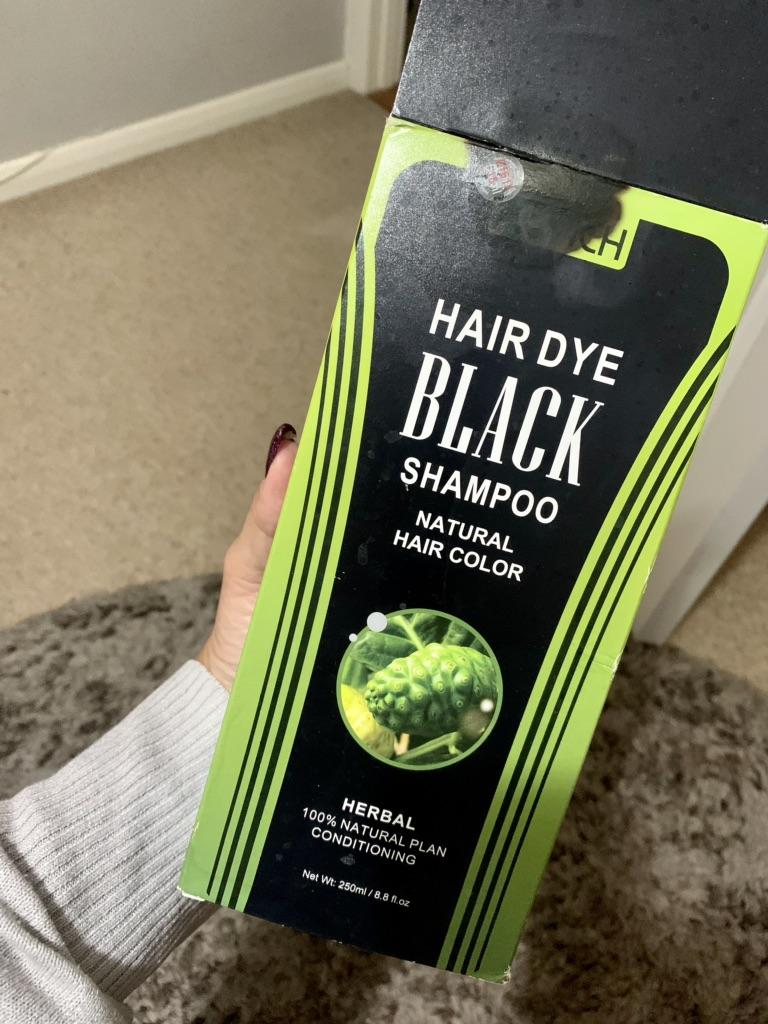 HAIR DYE
BLACK
SHAMPOO
NATURAL
HAIR COLOR
HERBAL
100% NATURAL PLAN
CONDITIONING
Net Wt: 250ml / 8.8 fl.oz